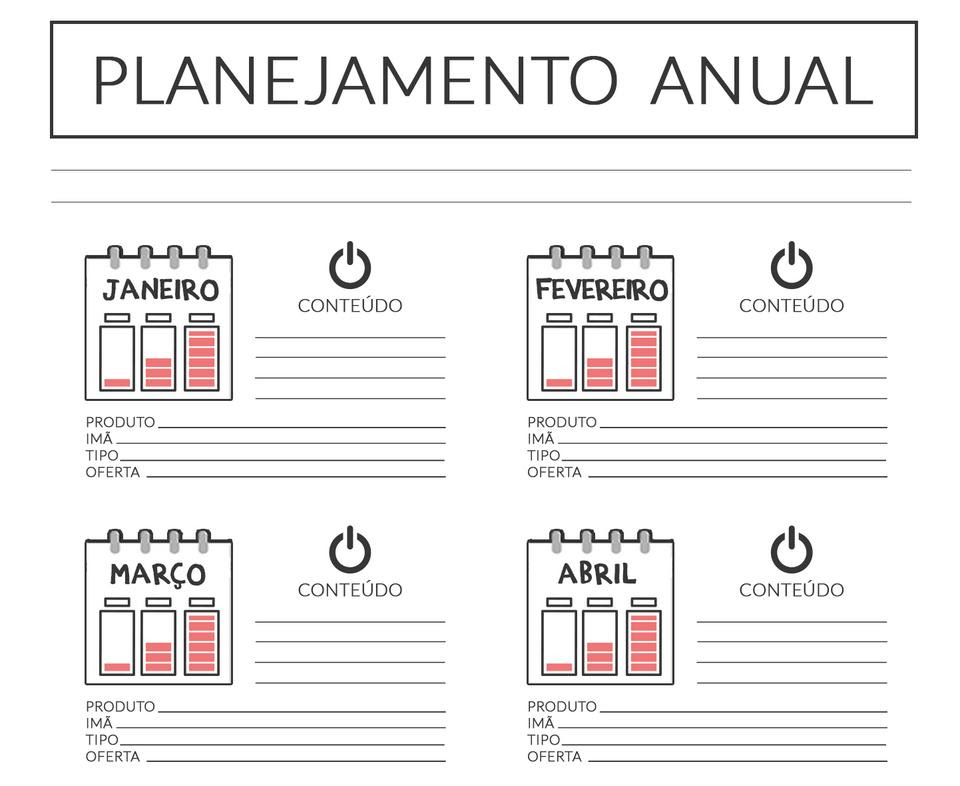 PLANEJAMENTO ANUAL
JANEIRO
CONTEÚDO
PRODUTO
IMÃ
TIPO
OFERTA
FEVEREIRO
CONTEÚDO
PRODUTO
IMÃ
TIPO
OFERTA
MARÇO
CONTEÚDO
PRODUTO
IMÃ
TIPO
OFERTA
ABRIL
CONTEÚDO
PRODUTO
IMÃ
TIPO
OFERTA